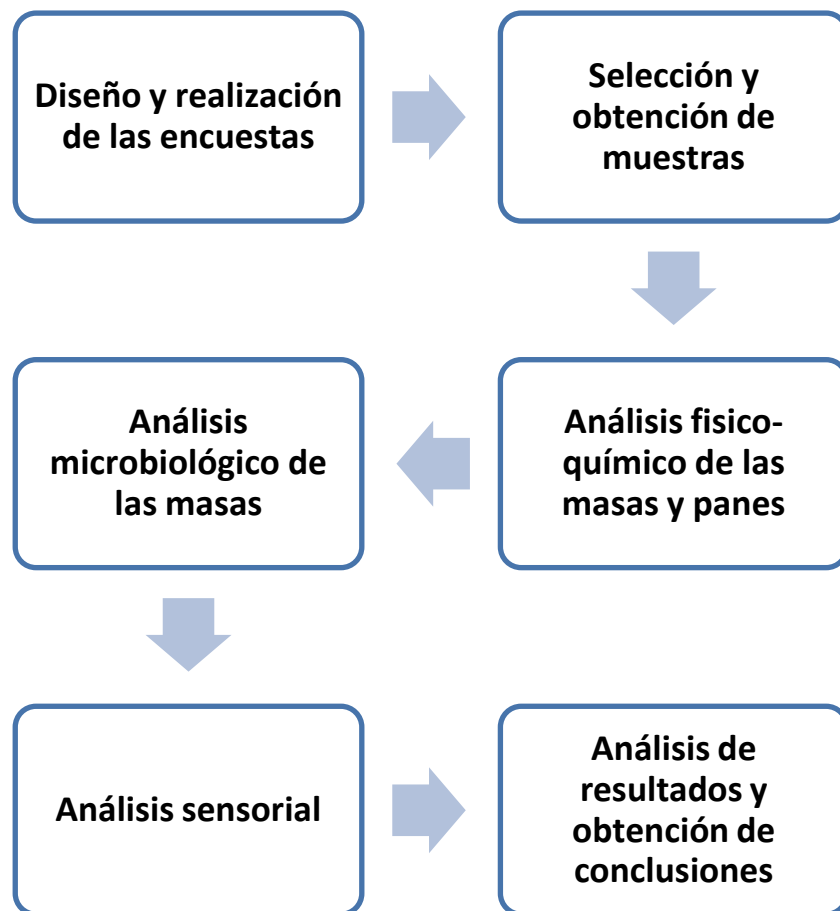 Diseño y realización
de las encuestas
Selección y
obtención de
muestras
Análisis fisico-
químico de las
masas y panes
Análisis
microbiológico de
las masas
Análisis sensorial
Análisis de
resultados y
obtención de
conclusiones